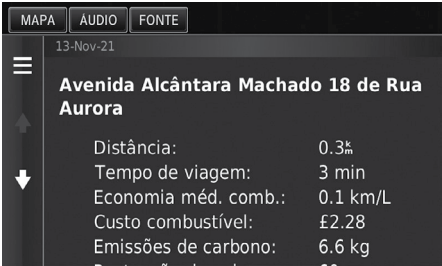 MAPA ÁUDIO FONTE
13-Nov-21
Avenida Alcântara Machado 18 de Rua
Aurora
Distância: 0.3km
Tempo de viagem: 3 min
Economia méd. comb.: 0.1 km/L
Custo combustível: £2.28
Emissões de carbono: 6.6 kg